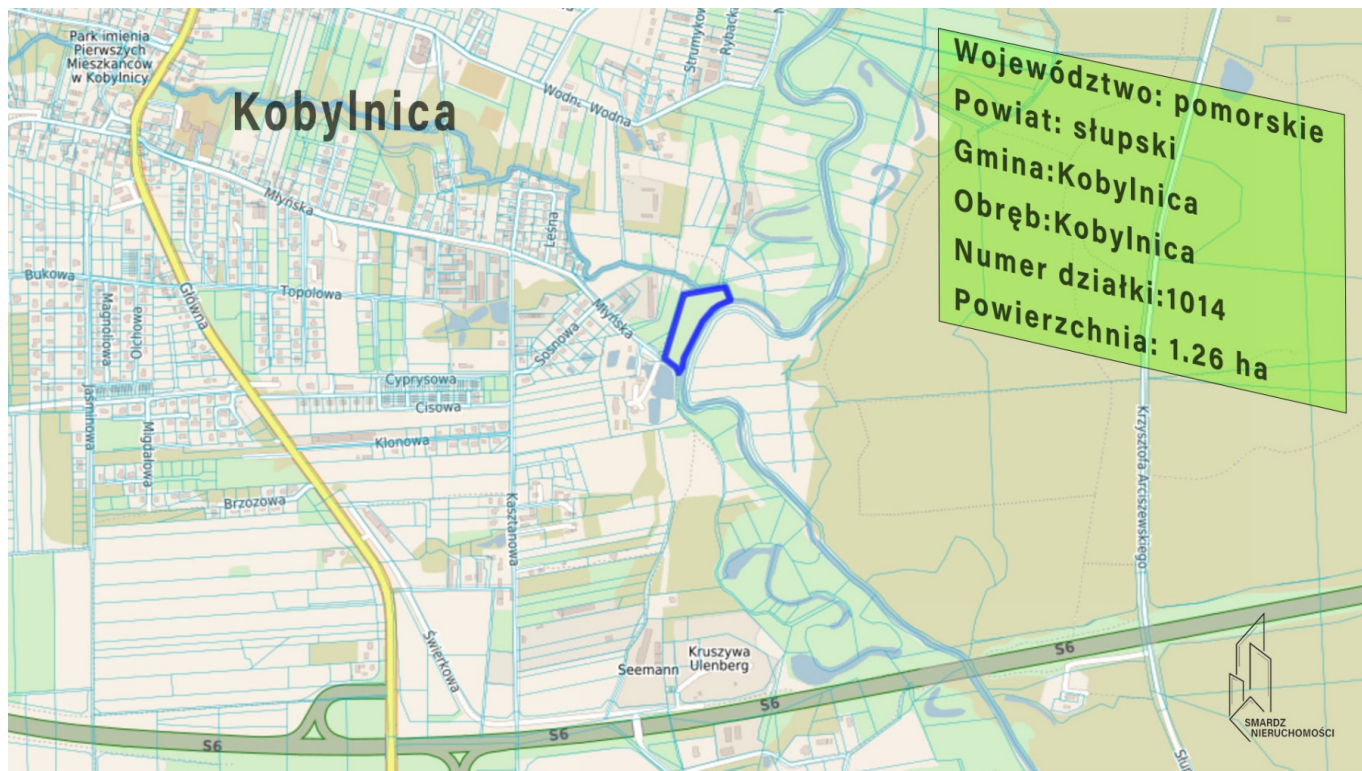 Park imienia
Pierwszych
Mieszkańców
w Kobylnicy
Kobylnica
Wodna
Wodna
Strumykow
Rybacka
Młyńska
Leśna
Młyńska
Bukowa
Topolowa
Główna
Magnoliowa
Olchowa
Sosnowa
Cyprysowa
Cisowa
Jaśminowa
Migdałowa
Klonowa
Brzozowa
Kasztanowa
Świerkowa
Seemann
Kruszywa
Ulenberg
S6
S6
S6
S6
Krzysztofa Arciszewskiego
Słu
Województwo: pomorskie
Powiat: słupski
Gmina:Kobylnica
Obręb:Kobylnica
Numer działki:1014
Powierzchnia: 1.26 ha
SMARDZ
NIERUCHOMOŚCI